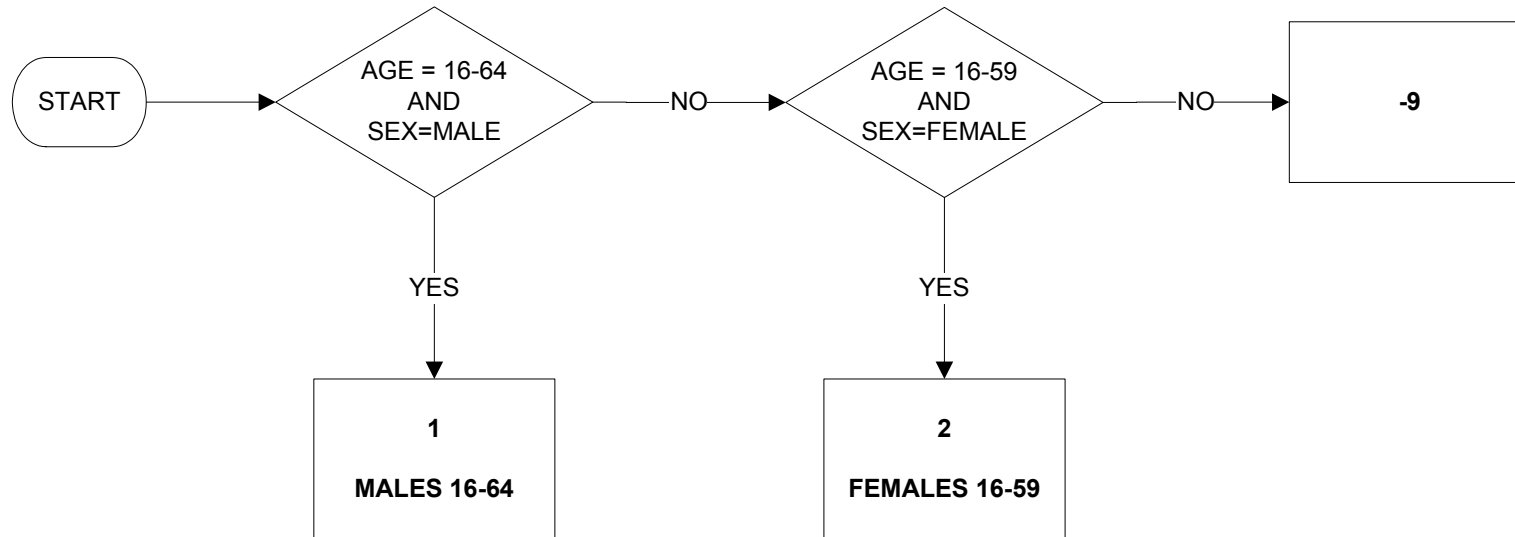 START
AGE = 16-64
AND
SEX=MALE
NO
AGE = 16-59
AND
SEX=FEMALE
NO
-9
YES
YES
1
MALES 16-64
2
FEMALES 16-59